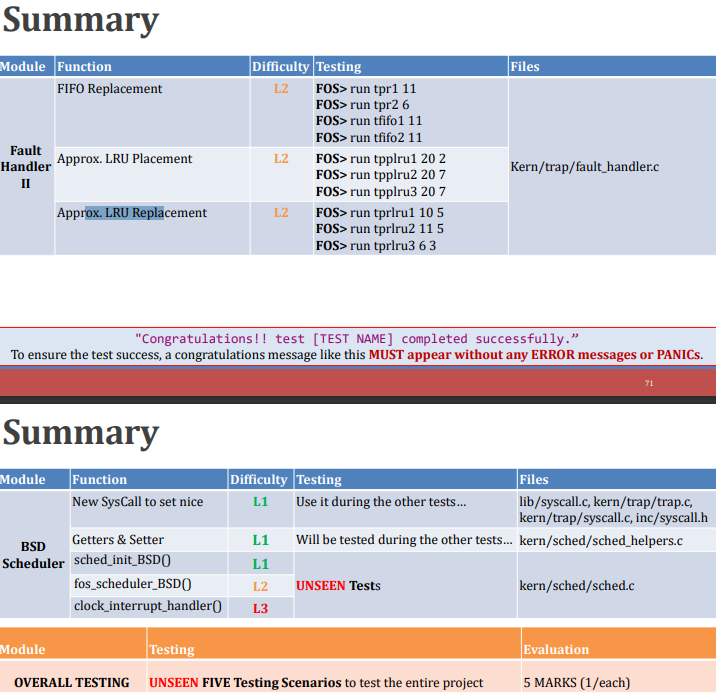 Summary
Module Function Difficulty Testing Files
Fault Handler II
FIFO Replacement L2
FOS> run tpr1 11
FOS> run tpr2 6
FOS> run tfifo1 11
FOS> run tfifo2 11
Approx. LRU Placement L2
FOS> run tpplru1 20 2
FOS> run tpplru2 20 7
FOS> run tpplru3 20 7
Approx. LRU Replacement L2
FOS> run tprlru1 10 5
FOS> run tprlru2 11 5
FOS> run tprlru3 6 3
Kern/trap/fault_handler.c
"Congratulations!! test [TEST NAME] completed successfully.”
To ensure the test success, a congratulations message like this MUST appear without any ERROR messages or PANICs.
71
Summary
Module Function Difficulty Testing Files
BSD Scheduler
New SysCall to set nice L1 Use it during the other tests… lib/syscall.c, kern/trap/trap.c,
kern/trap/syscall.c, inc/syscall.h
Getters & Setter L1 Will be tested during the other tests… kern/sched/sched_helpers.c
sched_init_BSD() L1
fos_scheduler_BSD() L2 UNSEEN Tests kern/sched/sched.c
clock_interrupt_handler() L3
Module Testing Evaluation
OVERALL TESTING UNSEEN FIVE Testing Scenarios to test the entire project 5 MARKS (1/each)